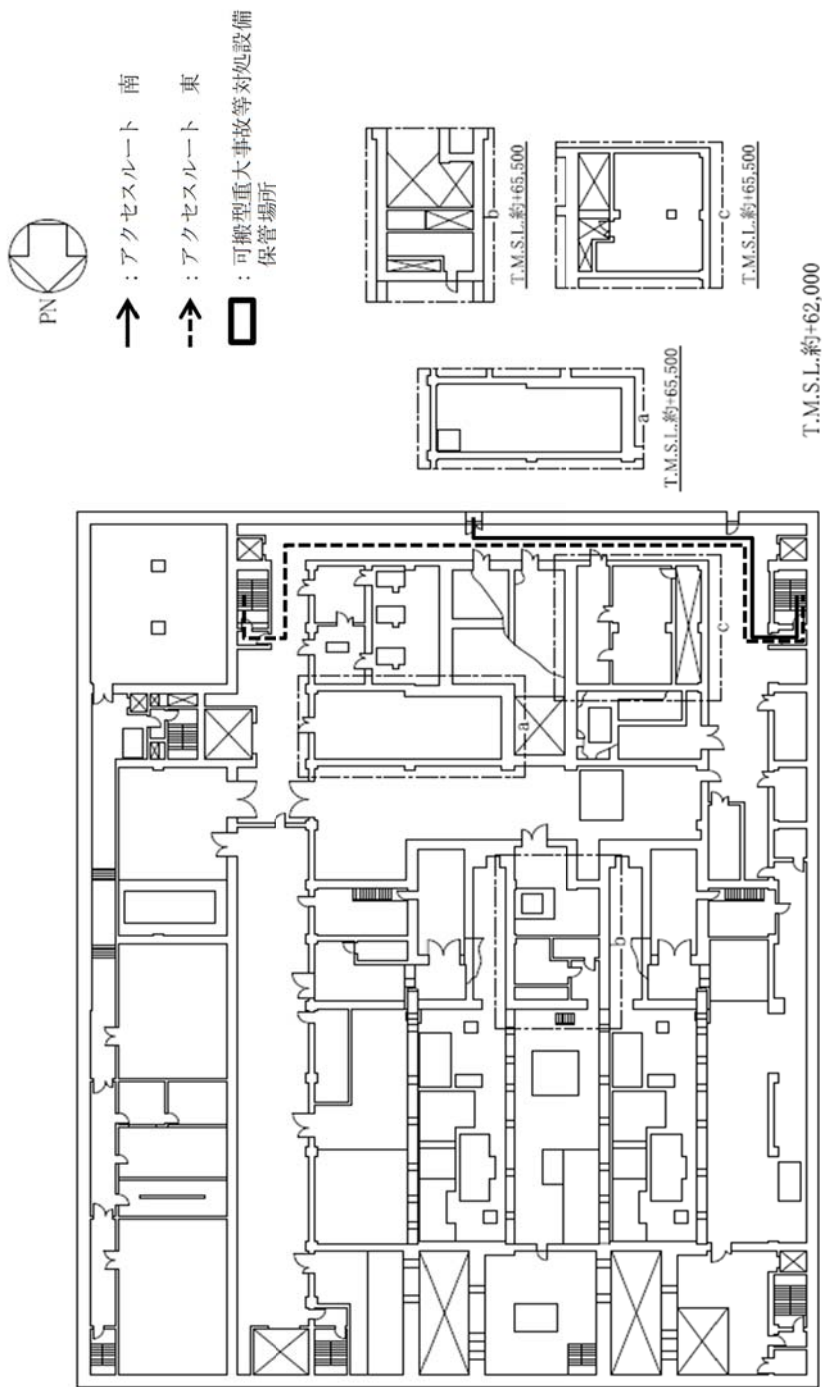 PN
:アクセスルート 南
:アクセスルート 東
:可搬型重大事故等対処設備
保管場所
a
T.M.S.L.約+65,500
b
T.M.S.L.約+65,500
c
T.M.S.L.約+65,500
a
b
c
T.M.S.L.約+62,000